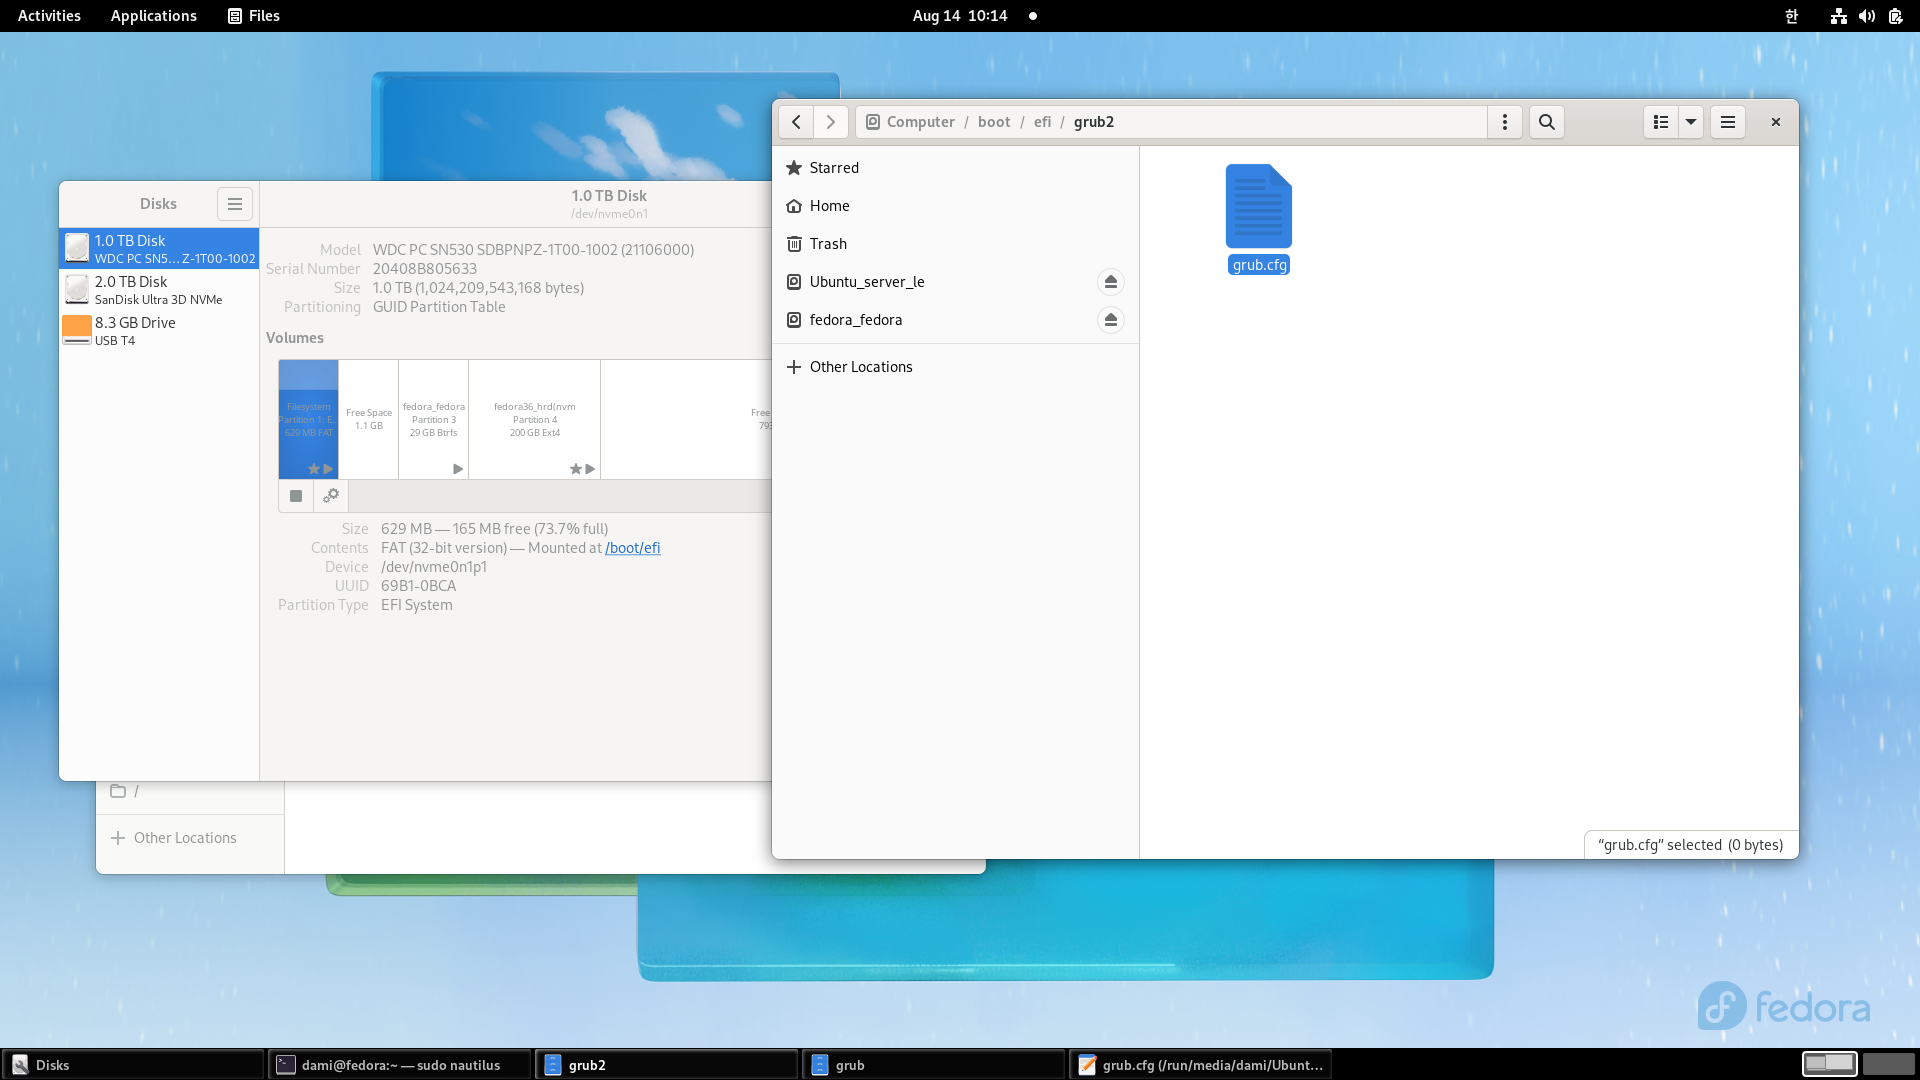 Activities
Applications
Files
Aug 14 10:14
한
Disks
1.0 TB Disk
/dev/nvme0n1
1.0 TB Disk
WDC PC SN5…Z-1T00-1002
2.0 TB Disk
SanDisk Ultra 3D NVMe
8.3 GB Drive
USB T4
Model WDC PC SN530 SDBPNPZ-1T00-1002 (21106000)
Serial Number 20408B805633
Size 1.0 TB (1,024,209,543,168 bytes)
Partitioning GUID Partition Table
Volumes
Filesystem
Partition 1: E…
629 MB FAT
Free Space
1.1 GB
fedora_fedora
Partition 3
29 GB Btrfs
fedora36_hrd(nvm
Partition 4
200 GB Ext4
Free
793
Size 629 MB — 165 MB free (73.7% full)
Contents FAT (32-bit version) — Mounted at /boot/efi
Device /dev/nvme0n1p1
UUID 69B1-0BCA
Partition Type EFI System
/
Other Locations
Computer / boot / efi / grub2
Starred
Home
Trash
Ubuntu_server_le
fedora_fedora
Other Locations
grub.cfg
“grub.cfg” selected (0 bytes)
fedora
Disks
dami@fedora:~ — sudo nautilus
grub2
grub
grub.cfg (/run/media/dami/Ubunt…